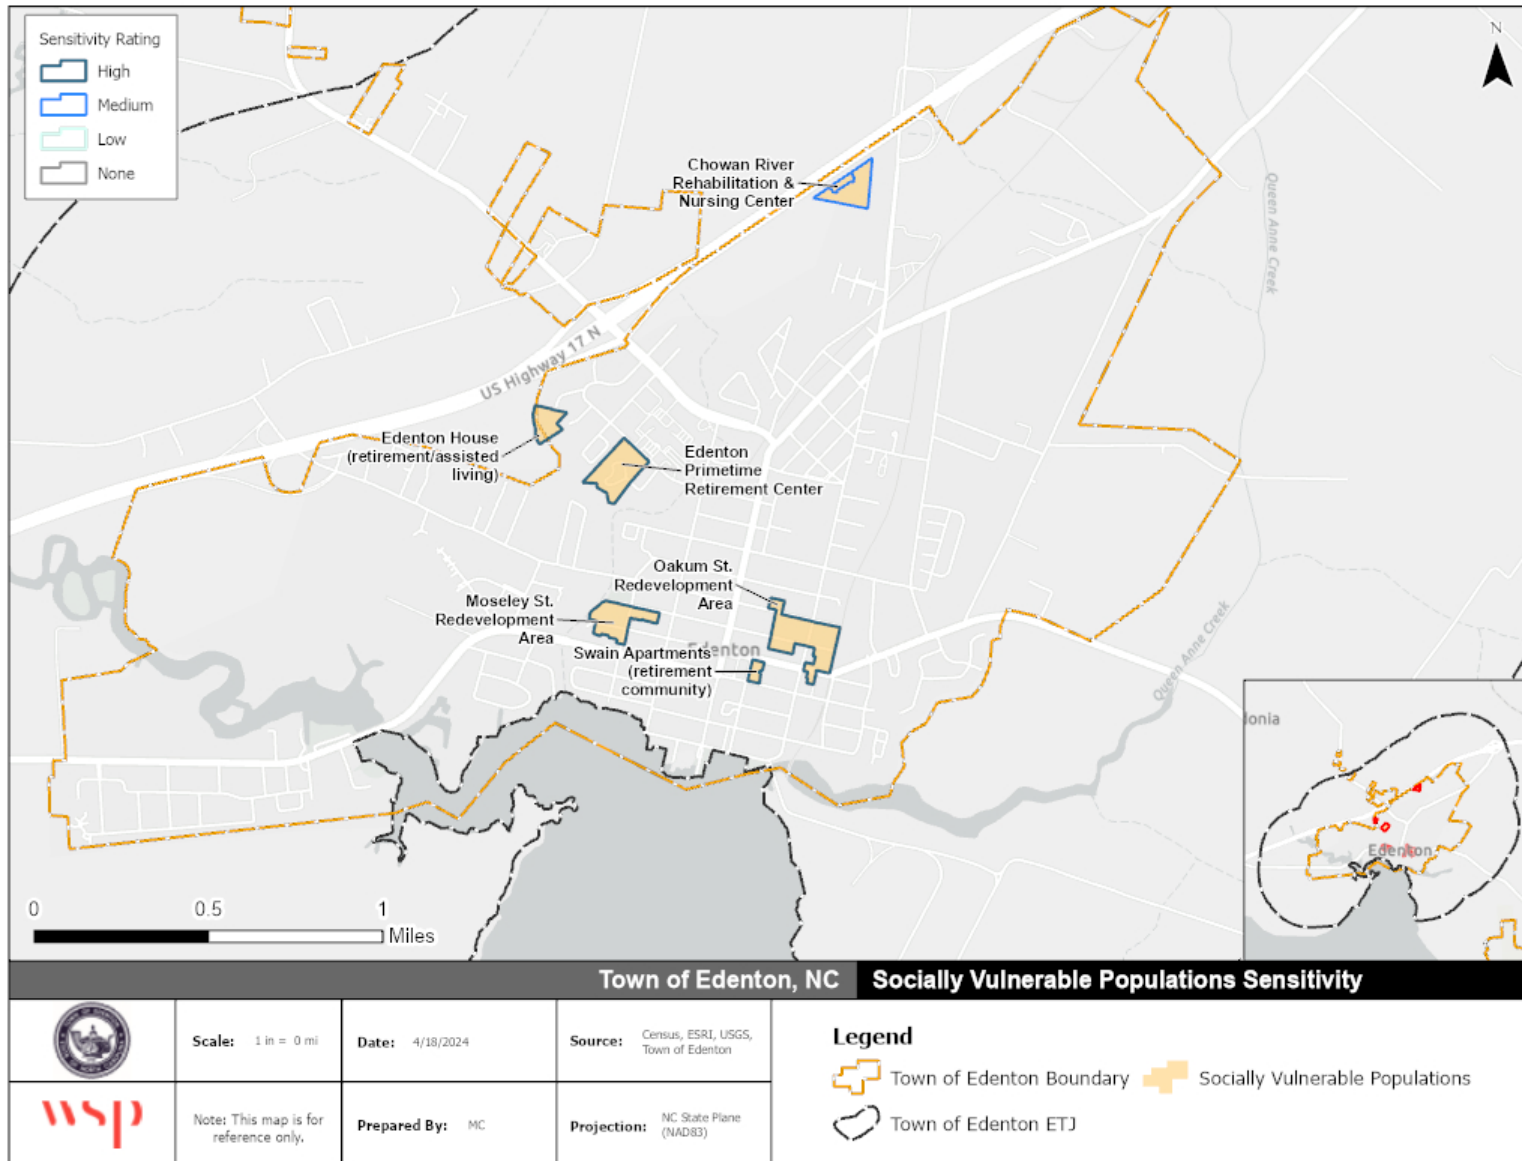 Sensitivity Rating
High
Medium
Low
None
N
Chowan River
Rehabilitation &
Nursing Center
Queen Anne Creek
US Highway 17 N
Edenton House
(retirement/assisted
living)
Edenton
Primetime
Retirement Center
Oakum St.
Redevelopment
Area
Moseley St.
Redevelopment
Area
Edenton
Swain Apartments
(retirement
community)
Queen Anne Creek
lonia
Edenton
0 0.5 1
Miles
Town of Edenton, NC Socially Vulnerable Populations Sensitivity
Scale: 1 in = 0 mi
Date: 4/18/2024
Source: Census, ESRI, USGS,
Town of Edenton
wsp
Note: This map is for
reference only.
Prepared By: MC
Projection: NC State Plane
(NAD83)
Legend
Town of Edenton Boundary
Socially Vulnerable Populations
Town of Edenton ETJ